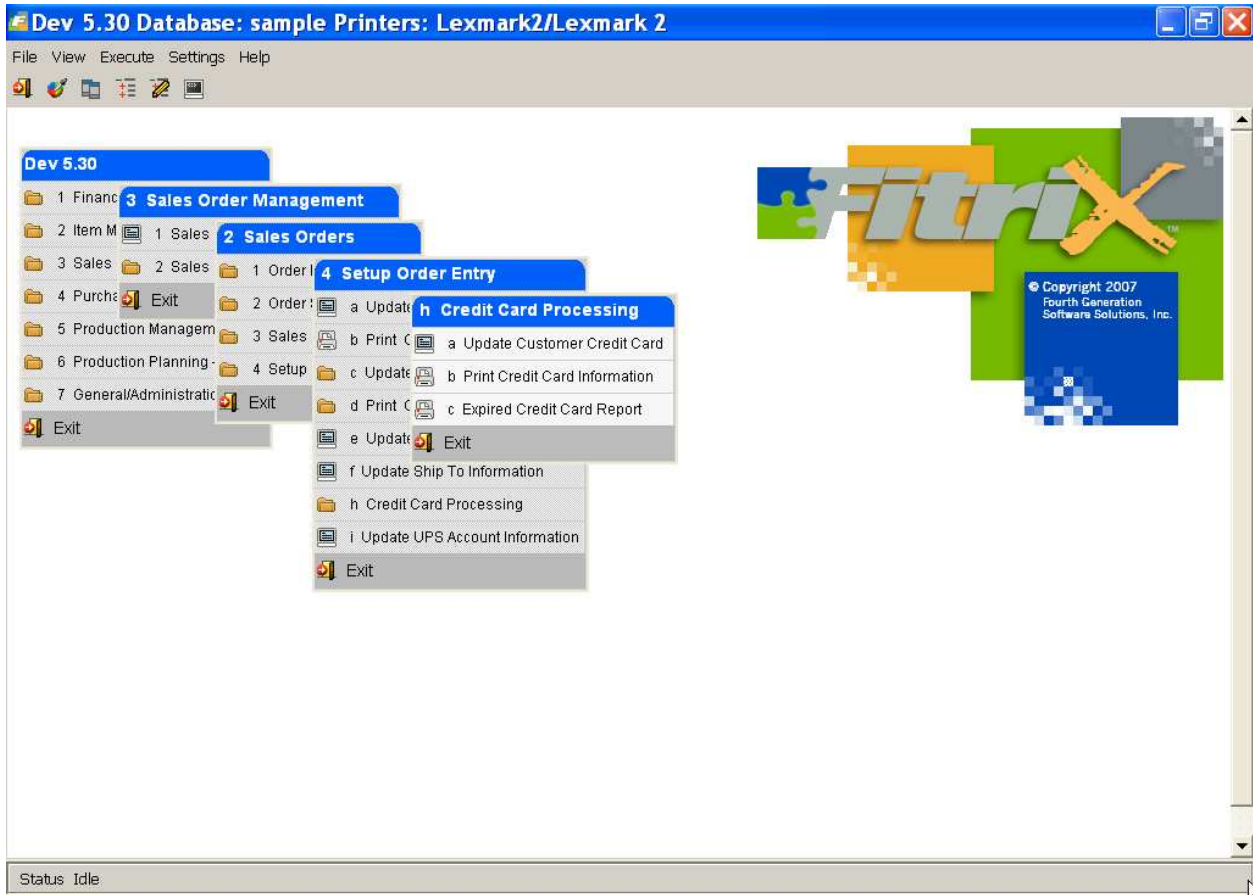 Dev 5.30 Database: sample Printers: Lexmark2/Lexmark 2
File View Execute Settings Help
Fitrix
TM
© Copyright 2007
Fourth Generation
Software Solutions, Inc.
Dev 5.30
1 Financ
2 Item M
3 Sales
4 Purcha
5 Production Managem
6 Production Planning -
7 General/Administratio
Exit
3 Sales Order Management
1 Sales
2 Sales
Exit
2 Sales Orders
1 Order I
2 Order
3 Sales
4 Setup
Exit
4 Setup Order Entry
a Update
b Print C
c Update
d Print C
e Update
f Update Ship To Information
h Credit Card Processing
i Update UPS Account Information
Exit
h Credit Card Processing
a Update Customer Credit Card
b Print Credit Card Information
c Expired Credit Card Report
Exit
Status Idle